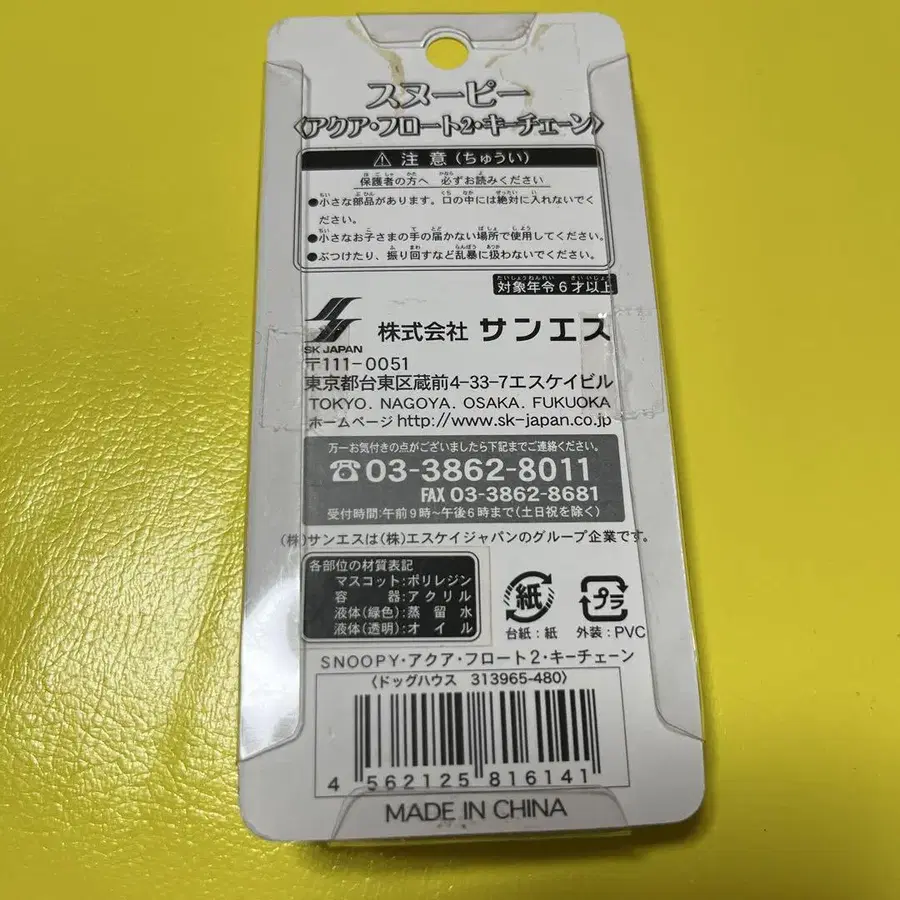 スヌーピー
〈アクア・フロート2・キーチェーン〉
⚠注意(ちゅうい)
保護者の方へ 必ずお読みください
●小さな部品があります。口の中には絶対に入れないでく
ださい。
●小さなお子さまの手の届かない場所で使用してください。
●ぶつけたり、振り回すなど乱暴に扱わないでください。
たいしょうねんれい さいいじょう
対象年令6才以上
SK JAPAN
株式会社 サンエス
〒111-0051
東京都台東区蔵前4-33-7エスケイビル
TOKYO. NAGOYA. OSAKA. FUKUOKA
ホームページ http://www.sk-japan.co.jp
万一お気付きの点がございましたら下記までご連絡ください。
☎03-3862-8011
FAX 03-3862-8681
受付時間:午前9時~午後6時まで(土日祝を除く)
(株)サンエスは(株)エスケイジャパンのグループ企業です。
各部位の材質表記
マスコット:ポリレジン
容器:アクリル
液体(緑色):蒸留水
液体(透明):オイル
紙
台紙:紙
プラ
外装:PVC
SNOOPY・アクア・フロート2・キーチェーン
〈ドッグハウス 313965-480〉
4 562125 816141
MADE IN CHINA